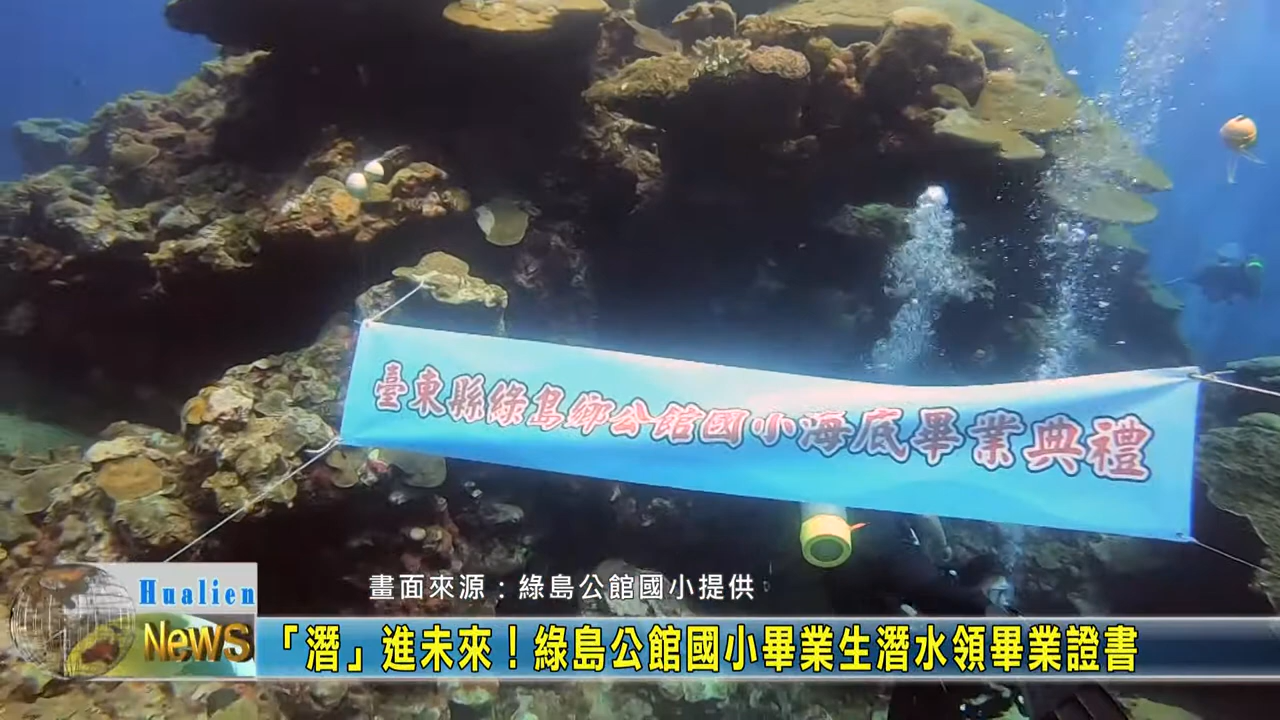 臺東縣綠島鄉公館國小海底畢業典禮
畫面來源：綠島公館國小提供
Hualien
News
「潛」進未來！綠島公館國小畢業生潛水領畢業證書